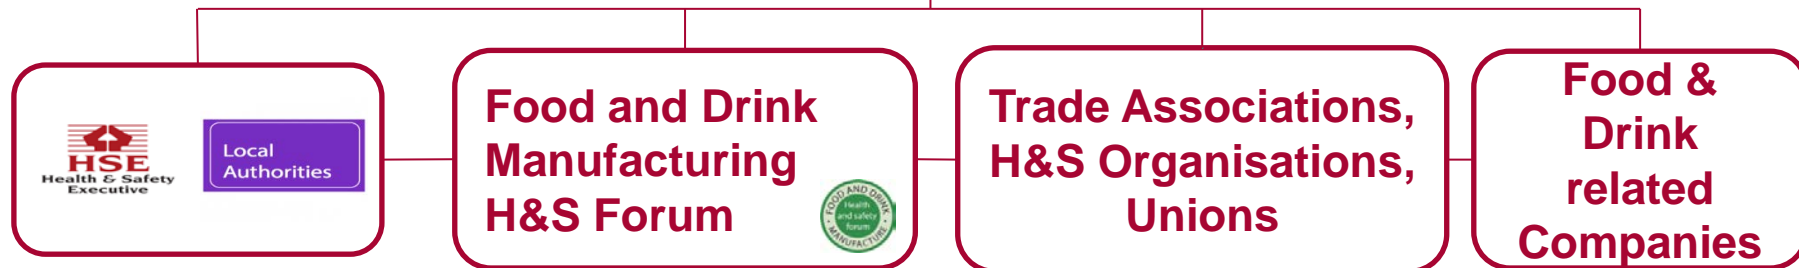 HSE
Health & Safety
Executive
Local
Authorities
Food and Drink
Manufacturing
H&S Forum
FOOD AND DRINK
Health
and safety
forum
MANUFACTURE
Trade Associations,
H&S Organisations,
Unions
Food &
Drink
related
Companies